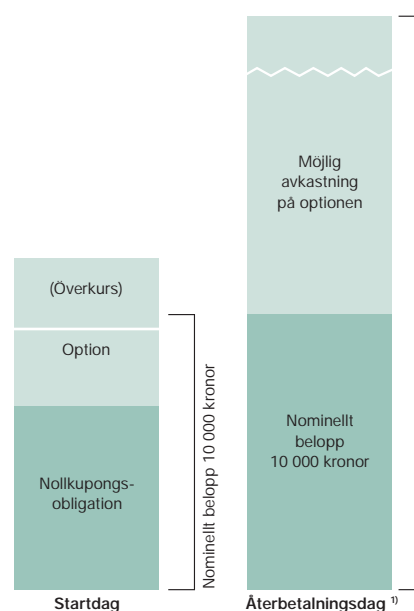 Möjlig
avkastning
på optionen
(Överkurs)
Option
Nollkupongs-
obligation
Nominellt belopp 10 000 kronor
Nominellt
belopp
10 000 kronor
Startdag
Återbetalningsdag 1)